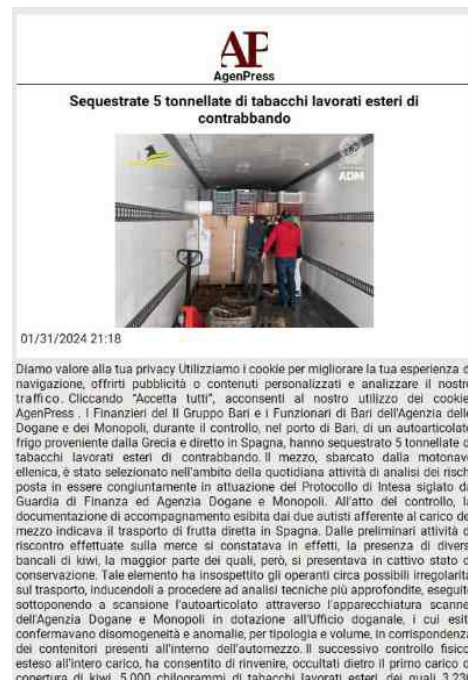 AP
AgenPress
Sequestrate 5 tonnellate di tabacchi lavorati esteri di
contrabbando
ADM
01/31/2024 21:18
Diamo valore alla tua privacy Utilizziamo i cookie per migliorare la tua esperienza d
navigazione, offrirti pubblicità o contenuti personalizzati e analizzare il nostro
traffico. Cliccando "Accetta tutti", acconsenti al nostro utilizzo dei cookie
AgenPress . I Finanzieri del II Gruppo Bari e i Funzionari di Bari dell'Agenzia delle
Dogane e dei Monopoli, durante il controllo, nel porto di Bari, di un autoarticolato
frigo proveniente dalla Grecia e diretto in Spagna, hanno sequestrato 5 tonnellate d
tabacchi lavorati esteri di contrabbando. Il mezzo, sbarcato dalla motonave
ellenica, è stato selezionato nell'ambito della quotidiana attività di analisi dei rischi
posta in essere congiuntamente in attuazione del Protocollo di Intesa siglato da
Guardia di Finanza ed Agenzia Dogane e Monopoli. All'atto del controllo, la
documentazione di accompagnamento esibita dai due autisti afferente al carico de
mezzo indicava il trasporto di frutta diretta in Spagna. Dalle preliminari attività d
riscontro effettuate sulla merce si constatava in effetti, la presenza di divers
bancali di kiwi, la maggior parte dei quali, però, si presentava in cattivo stato d
conservazione. Tale elemento ha insospettito gli operanti circa possibili irregolarità
sul trasporto, inducendoli a procedere ad analisi tecniche più approfondite, eseguite
sottoponendo a scansione l'autoarticolato attraverso l'apparecchiatura scanne
dell'Agenzia Dogane e Monopoli in dotazione all'Ufficio doganale, i cui esit
confermavano disomogeneità e anomalie, per tipologia e volume, in corrispondenza
dei contenitori presenti all'interno dell'automezzo. Il successivo controllo fisico
esteso all'intero carico, ha consentito di rinvenire, occultati dietro il primo carico d
copertura di kiwi, 5.000 chilogrammi di tabacchi lavorati esteri, dei quali 3.230